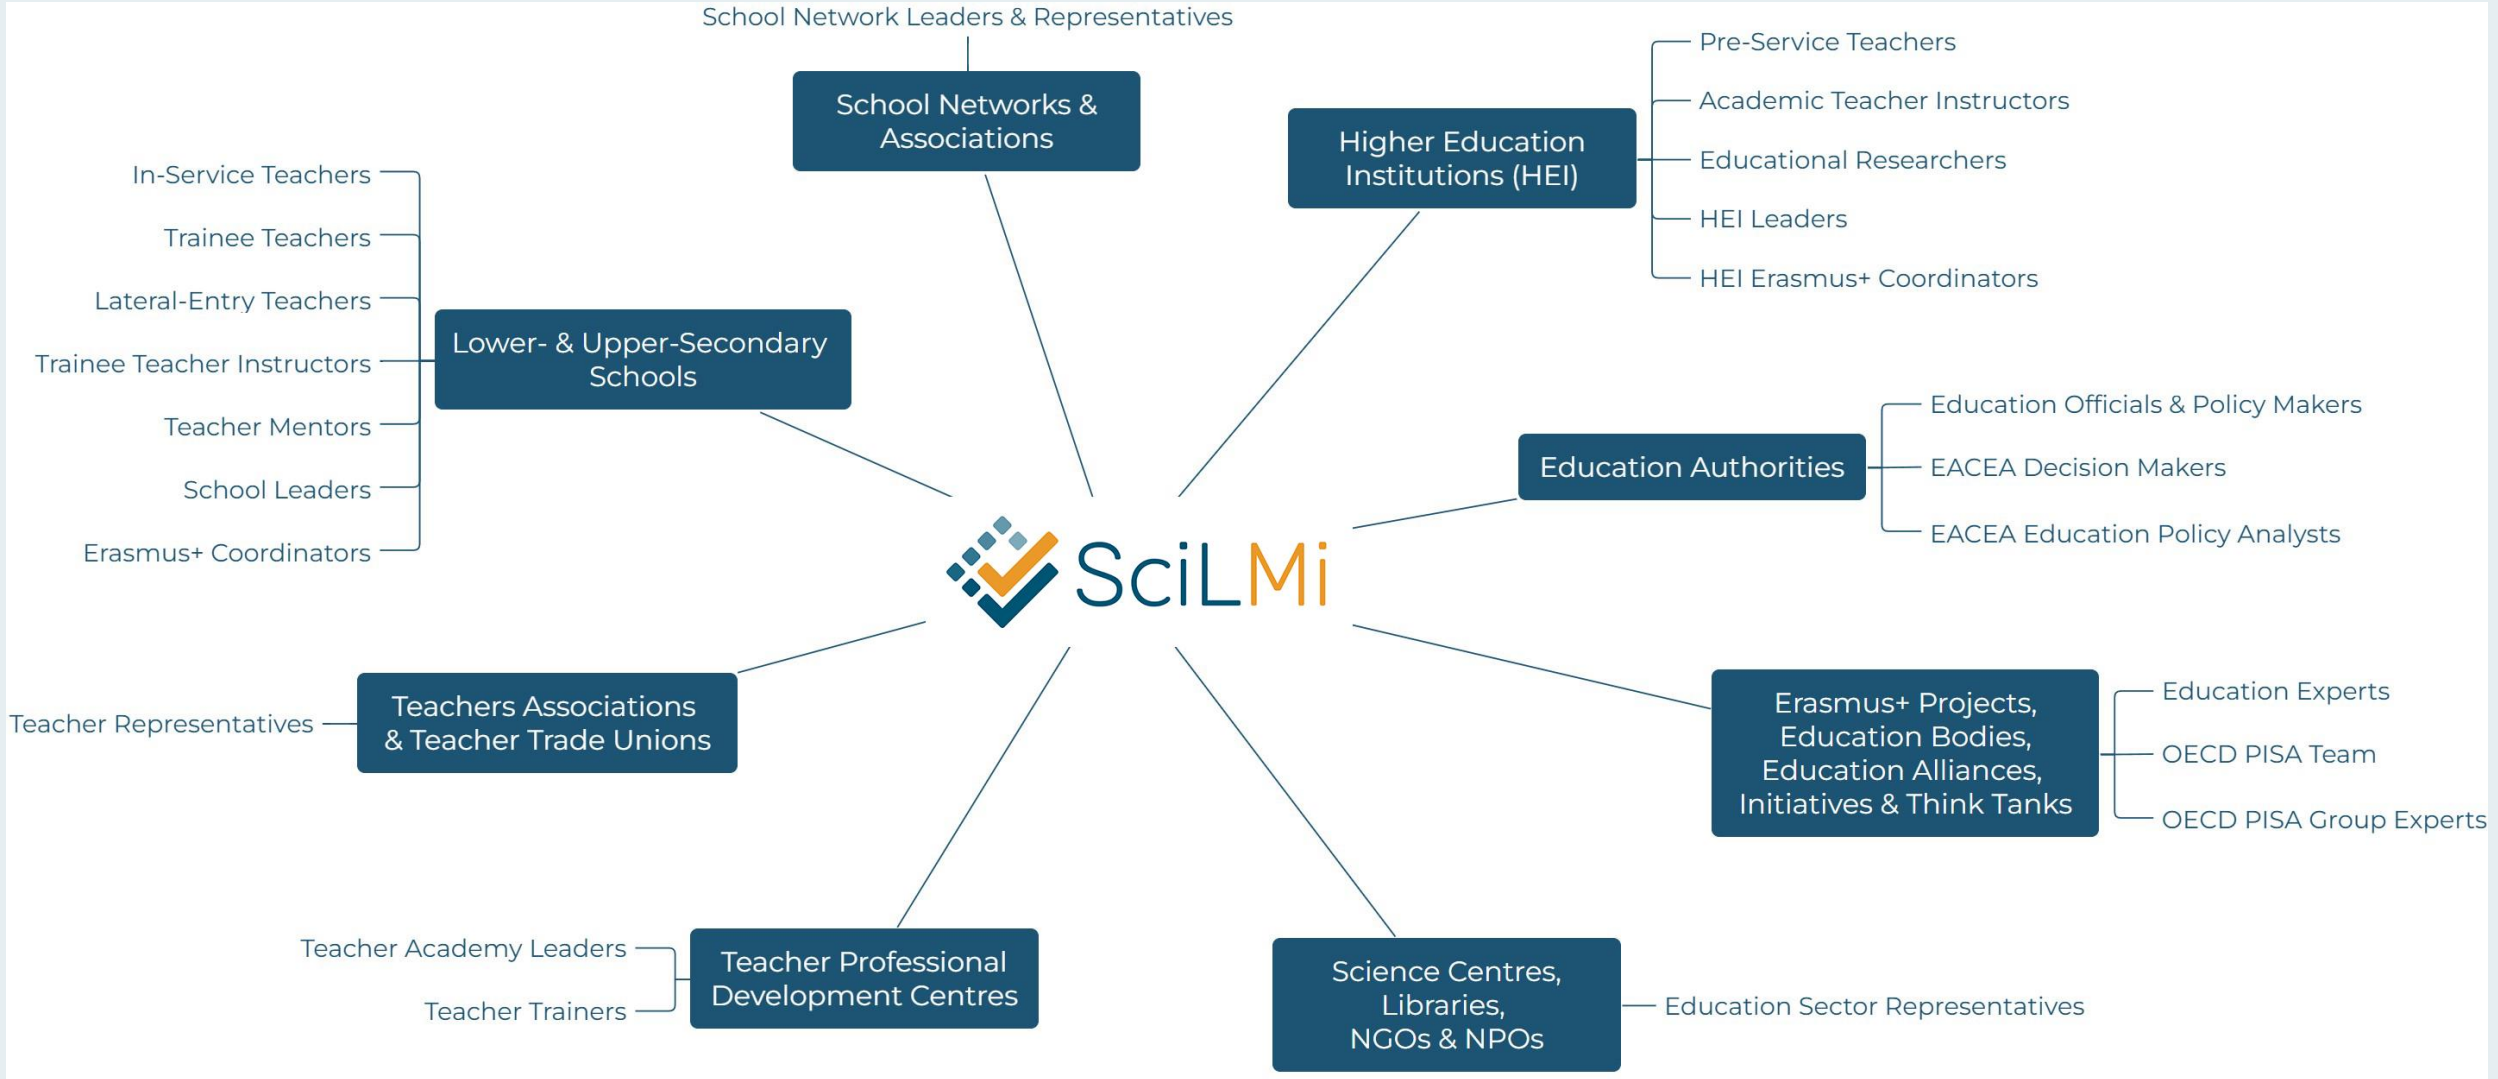 School Network Leaders & Representatives
School Networks &
Associations
Higher Education
Institutions (HEI)
Pre-Service Teachers
Academic Teacher Instructors
Educational Researchers
HEI Leaders
HEI Erasmus+ Coordinators
In-Service Teachers
Trainee Teachers
Lateral-Entry Teachers
Trainee Teacher Instructors
Teacher Mentors
School Leaders
Erasmus+ Coordinators
Lower- & Upper-Secondary
Schools
Education Authorities
Education Officials & Policy Makers
EACEA Decision Makers
EACEA Education Policy Analysts
SciLMi
Teacher Representatives
Teachers Associations
& Teacher Trade Unions
Erasmus+ Projects,
Education Bodies,
Education Alliances,
Initiatives & Think Tanks
Education Experts
OECD PISA Team
OECD PISA Group Experts
Teacher Academy Leaders
Teacher Trainers
Teacher Professional
Development Centres
Science Centres,
Libraries,
NGOs & NPOs
Education Sector Representatives